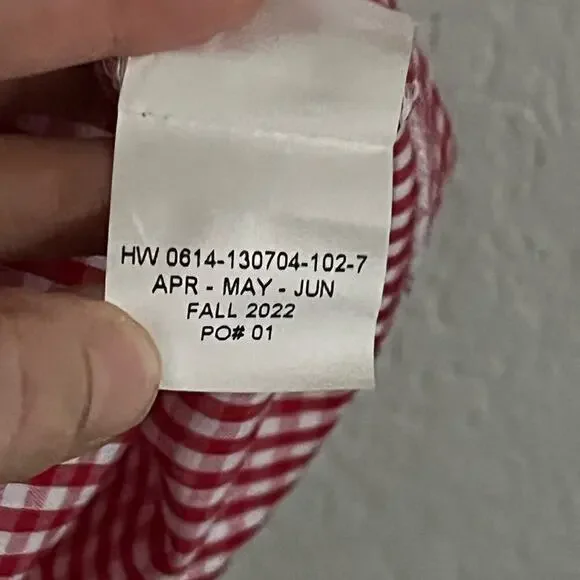 HW 0614-130704-102-7
APR - MAY - JUN
FALL 2022
PO# 01